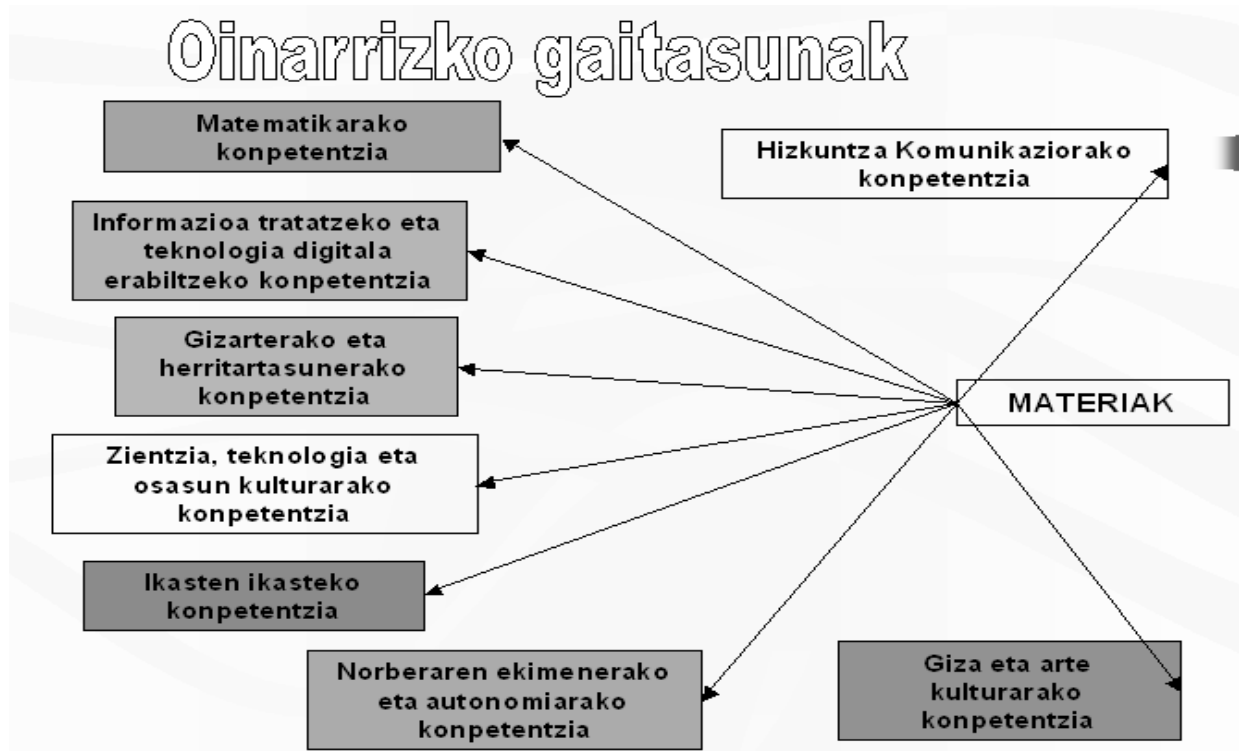 Oinarrizko gaitasunak
Matematikarako
konpetentzia
Hizkuntza Komunikaziorako
konpetentzia
Informazioa tratatzeko eta
teknologia digitala
erabiltzeko konpetentzia
Gizarterako eta
herritartasunerako
konpetentzia
MATERIAK
Zientzia, teknologia eta
osasun kulturarako
konpetentzia
Ikasten ikasteko
konpetentzia
Norberaren ekimenerako
eta autonomiarako
konpetentzia
Giza eta arte
kulturarako
konpetentzia